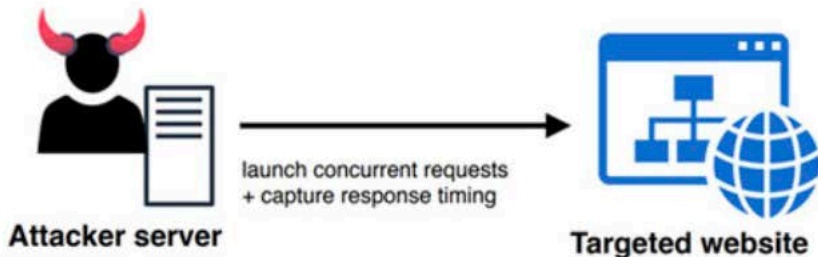 launch concurrent requests
+ capture response timing
Attacker server
Targeted website